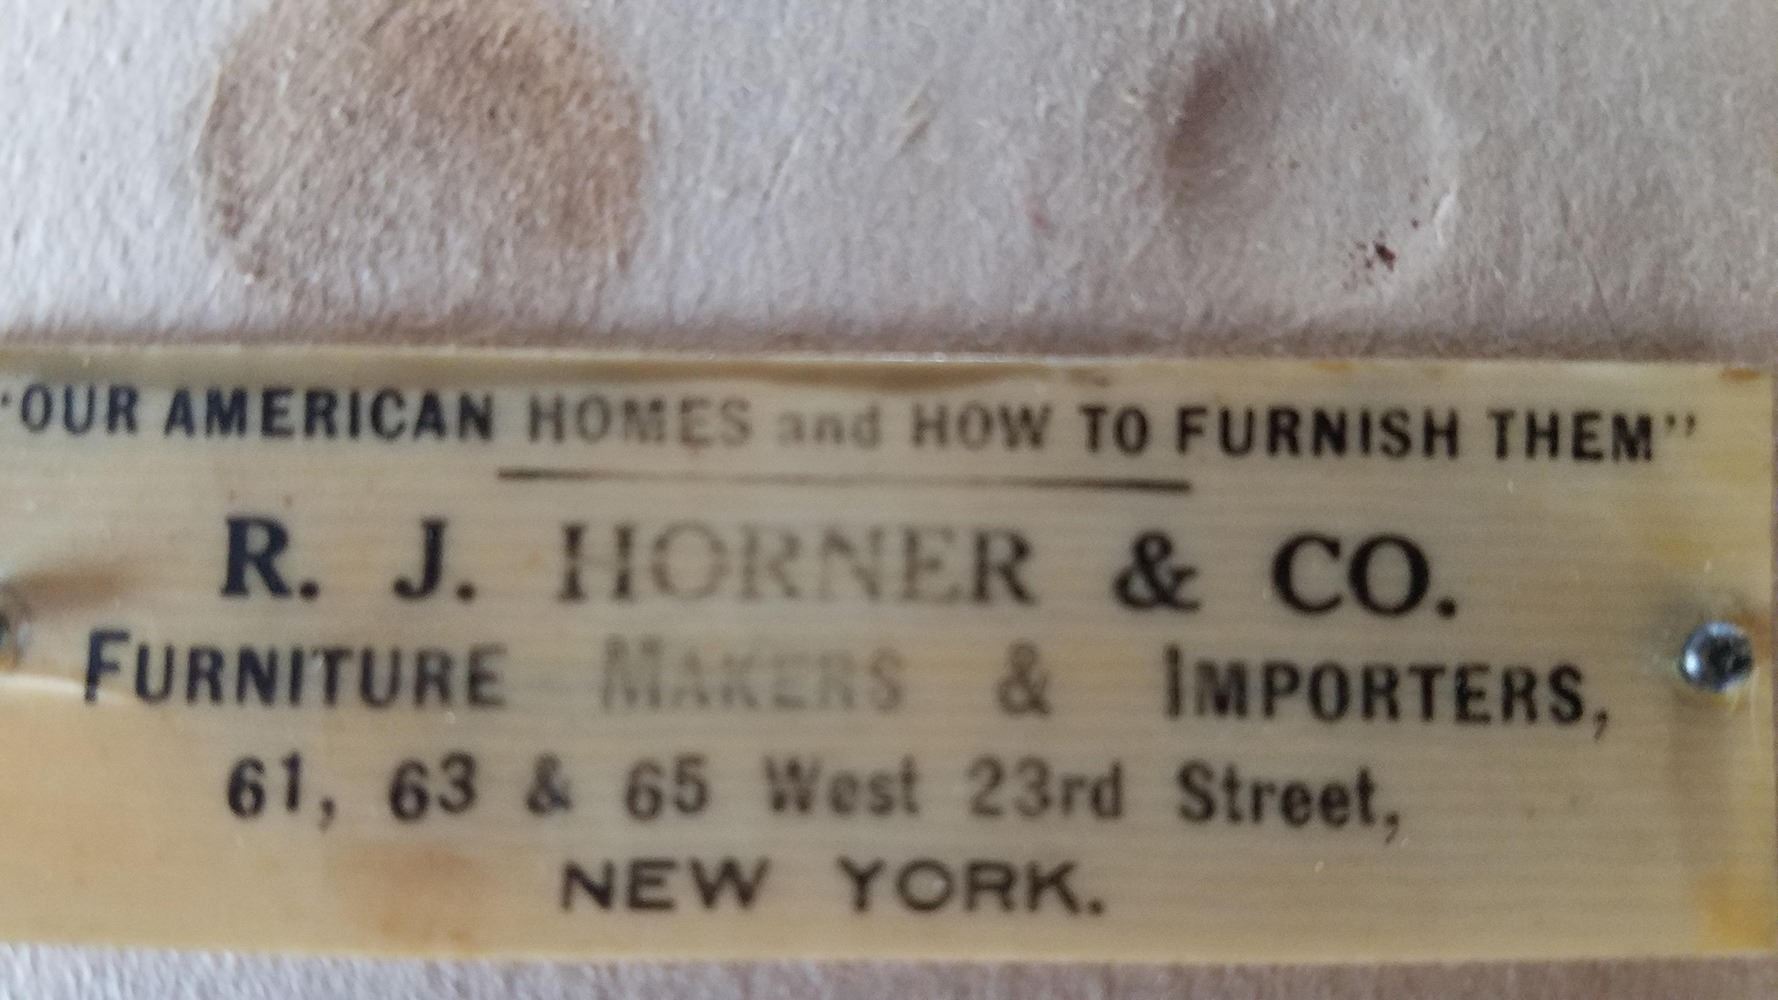 "OUR AMERICAN HOMES and HOW TO FURNISH THEM"
R. J. HORNER & CO.
FURNITURE MAKERS & IMPORTERS,
61, 63 & 65 West 23rd Street,
NEW YORK.